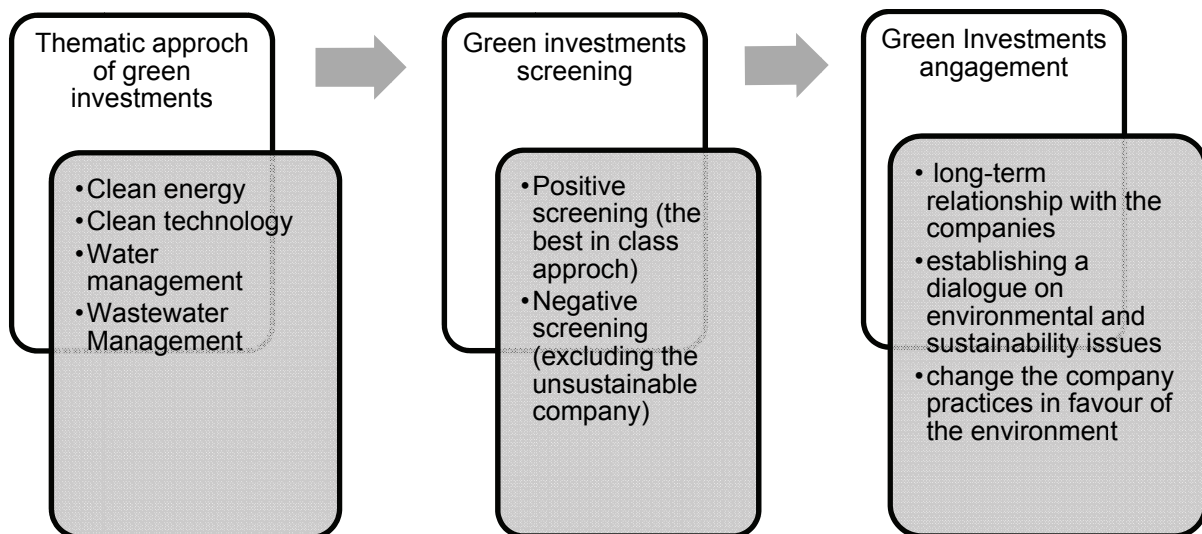 Thematic approch
of green
investments
•Clean energy
•Clean technology
•Water
management
•Wastewater
Management
Green investments
screening
•Positive
screening (the
best in class
approch)
•Negative
screening
(excluding the
unsustainable
company)
Green Investments
angagement
• long-term
relationship with the
companies
•establishing a
dialogue on
environmental and
sustainability issues
•change the company
practices in favour of
the environment